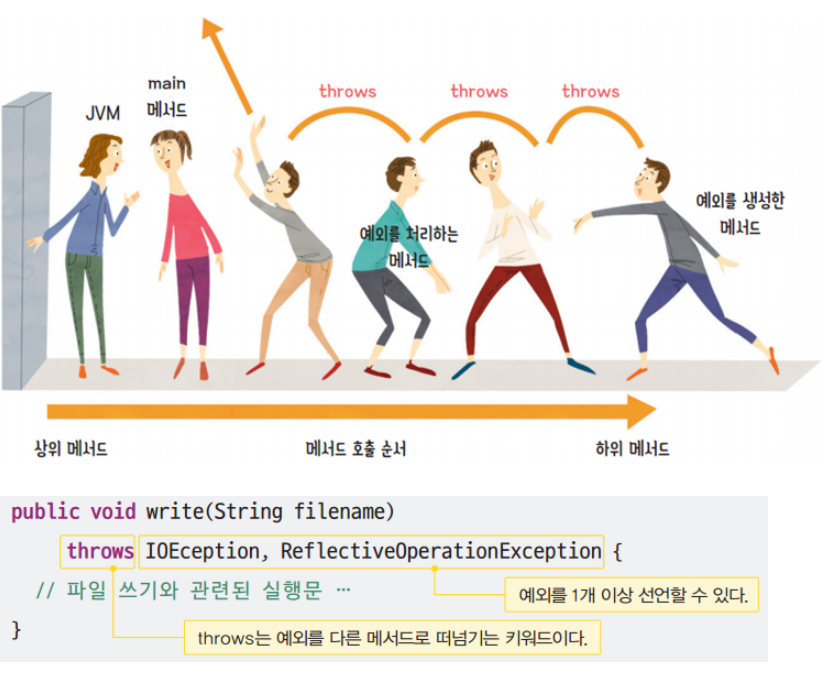 JVM
main
메서드
throws
throws
throws
예외를 생성한
메서드
예외를 처리하는
메서드
상위 메서드
메서드 호출 순서
하위 메서드
public void write(String filename)
throws IOEception, ReflectiveOperationException {
// 파일 쓰기와 관련된 실행문 …
예외를 1개 이상 선언할 수 있다.
}
throws는 예외를 다른 메서드로 떠넘기는 키워드이다.